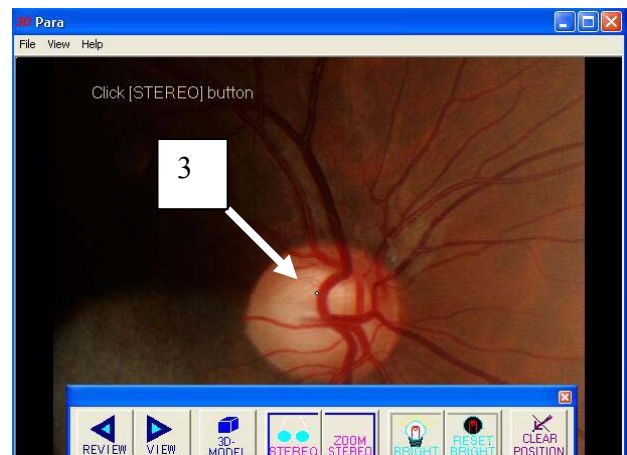 3D Para
File View Help
Click [STEREO] button
3
REVIEW VIEW 3D-MODEL STEREO ZOOM STEREO BRIGHT RESET BRIGHT CLEAR POSITION